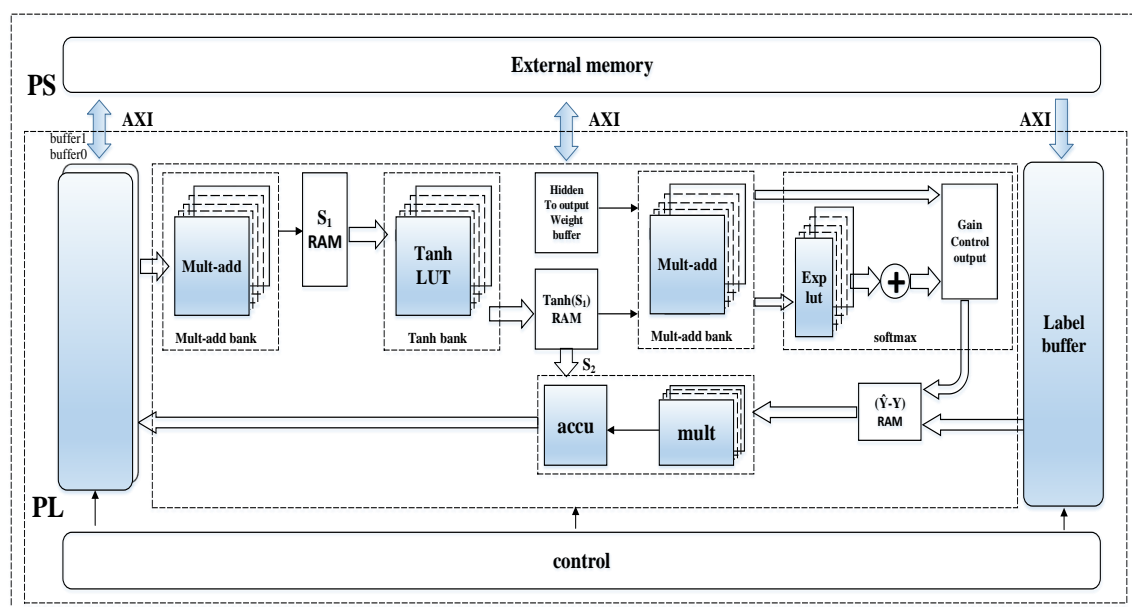 External memory
PS
AXI
AXI
AXI
buffer1
buffer0
Mult-add
Mult-add bank
S1
RAM
Tanh
LUT
Tanh bank
Hidden
To output
Weight
buffer
Tanh(S1)
RAM
S2
Mult-add
Mult-add bank
Exp
lut
+
Gain
Control
output
softmax
Label
buffer
accu
mult
(Ŷ-Y)
RAM
PL
control